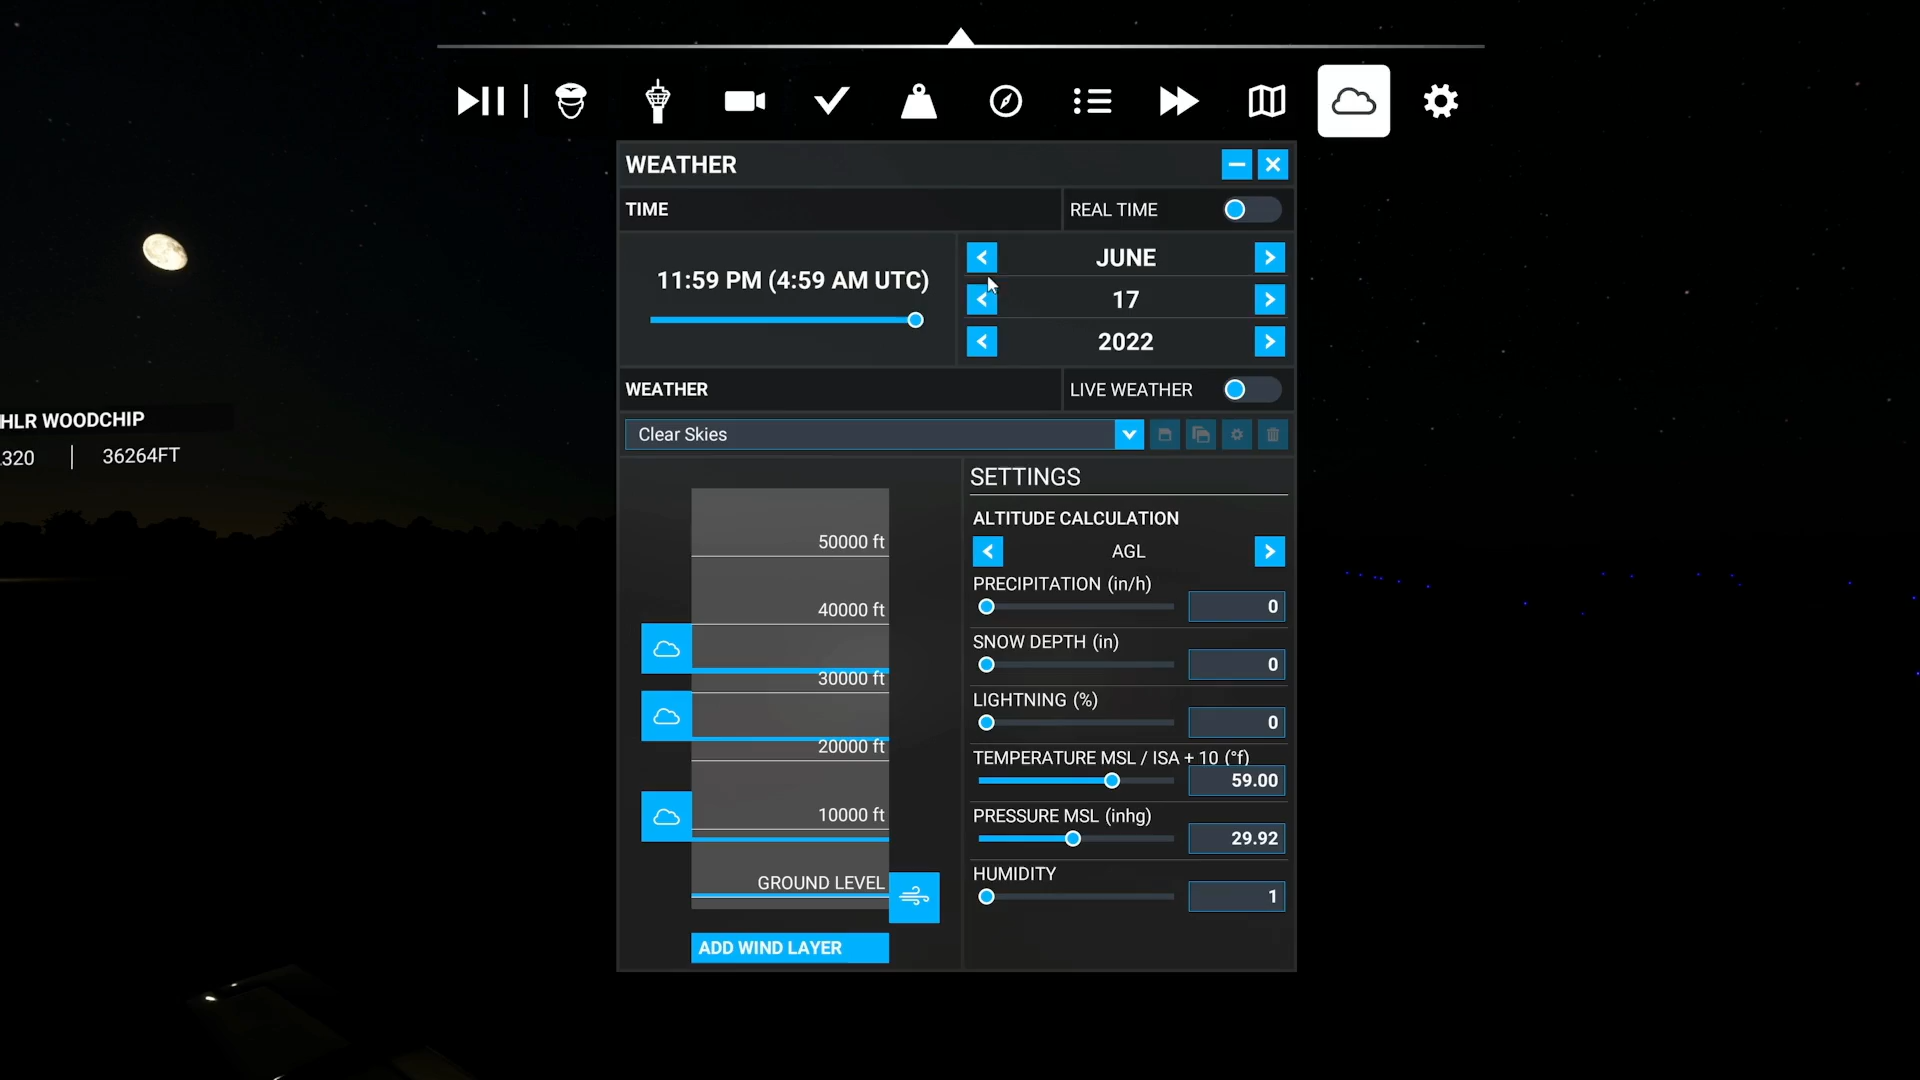 WEATHER
TIME
REAL TIME
11:59 PM (4:59 AM UTC)
JUNE
17
2022
WEATHER
LIVE WEATHER
Clear Skies
HLR WOODCHIP
320 | 36264FT
SETTINGS
50000 ft
40000 ft
30000 ft
20000 ft
10000 ft
GROUND LEVEL
ADD WIND LAYER
ALTITUDE CALCULATION
AGL
PRECIPITATION (in/h)
0
SNOW DEPTH (in)
0
LIGHTNING (%)
0
TEMPERATURE MSL / ISA + 10 (°f)
59.00
PRESSURE MSL (inhg)
29.92
HUMIDITY
1